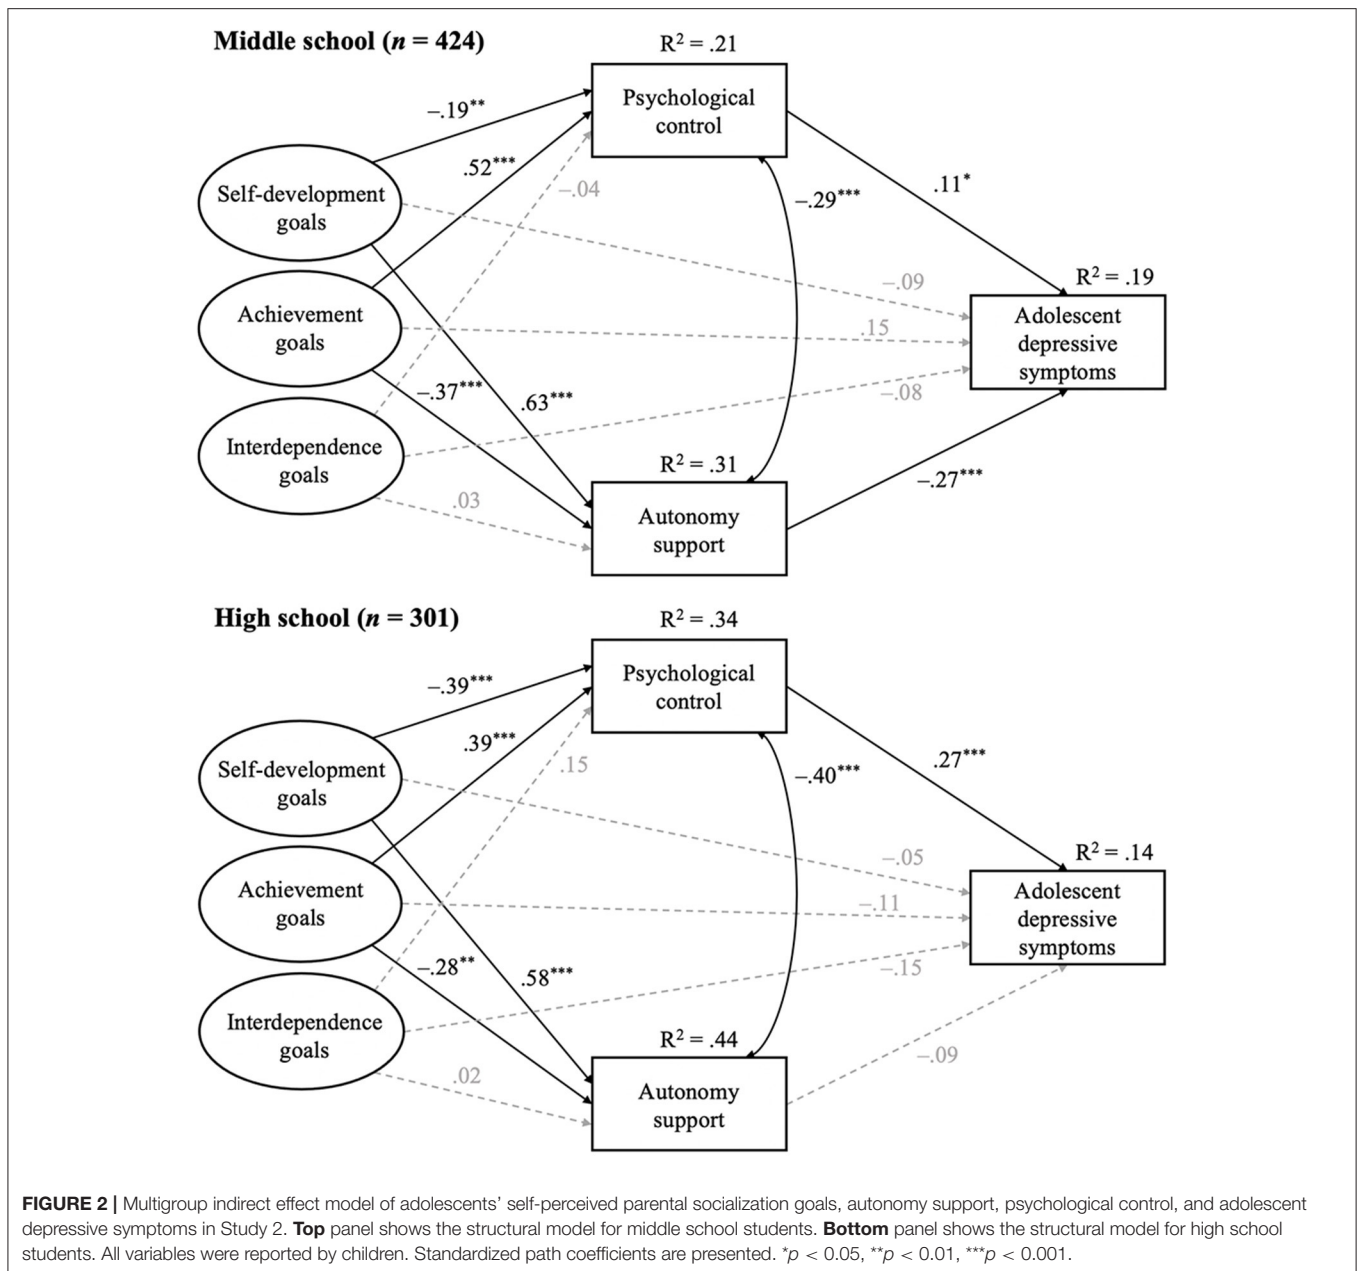 Middle school (n = 424)
R² = .21
Psychological
control
–.19**
.52***
–.04
–.29***
.11*
Self-development
goals
–.09
R² = .19
Achievement
goals
.15
Adolescent
depressive
symptoms
–.37***
.63***
–.08
Interdependence
goals
R² = .31
.03
–.27***
Autonomy
support
High school (n = 301)
R² = .34
Psychological
control
–.39***
.39***
.15
–.40***
.27***
Self-development
goals
–.05
R² = .14
Achievement
goals
–.11
Adolescent
depressive
symptoms
–.28**
.58***
–.15
Interdependence
goals
R² = .44
.02
–.09
Autonomy
support
FIGURE 2 | Multigroup indirect effect model of adolescents' self-perceived parental socialization goals, autonomy support, psychological control, and adolescent
depressive symptoms in Study 2. Top panel shows the structural model for middle school students. Bottom panel shows the structural model for high school
students. All variables were reported by children. Standardized path coefficients are presented. *p < 0.05, **p < 0.01, ***p < 0.001.